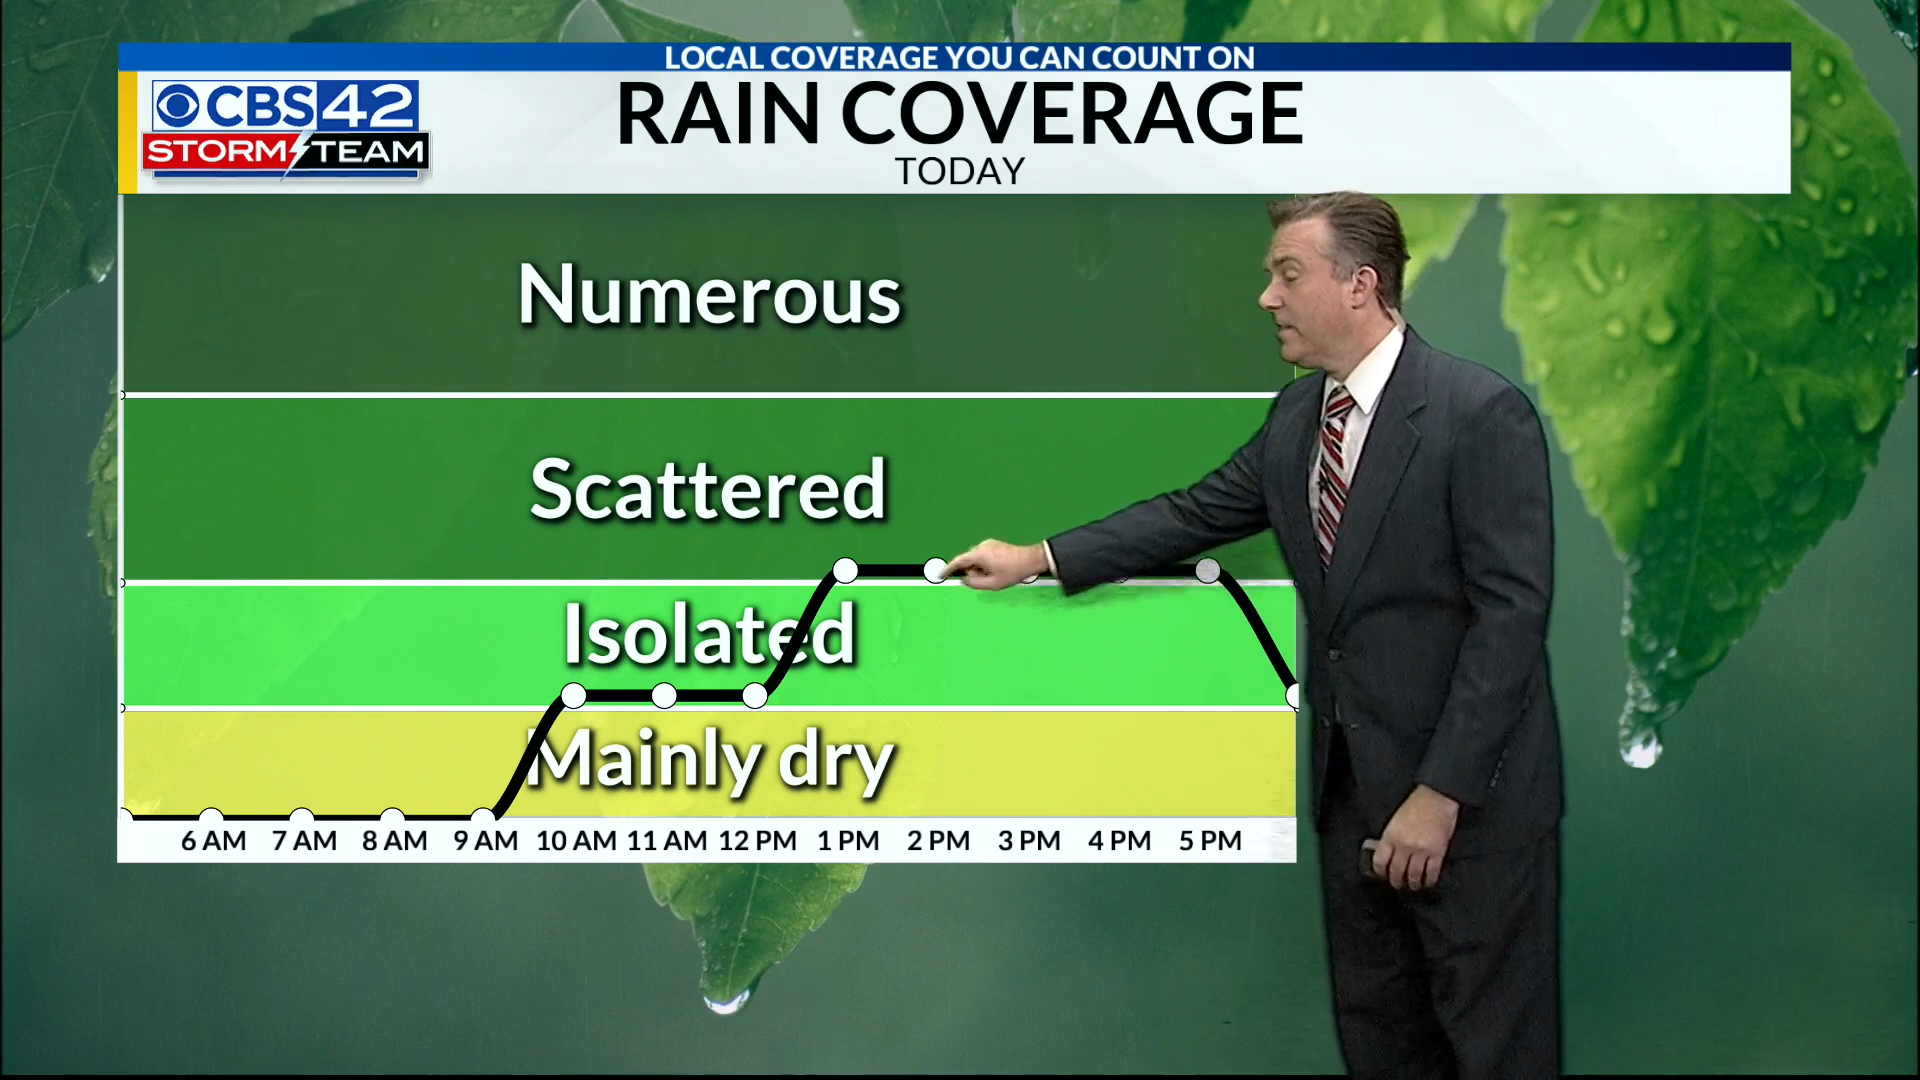 LOCAL COVERAGE YOU CAN COUNT ON
CBS 42
STORM TEAM
RAIN COVERAGE
TODAY
Numerous
Scattered
Isolated
Mainly dry
6 AM 7 AM 8 AM 9 AM 10 AM 11 AM 12 PM 1 PM 2 PM 3 PM 4 PM 5 PM